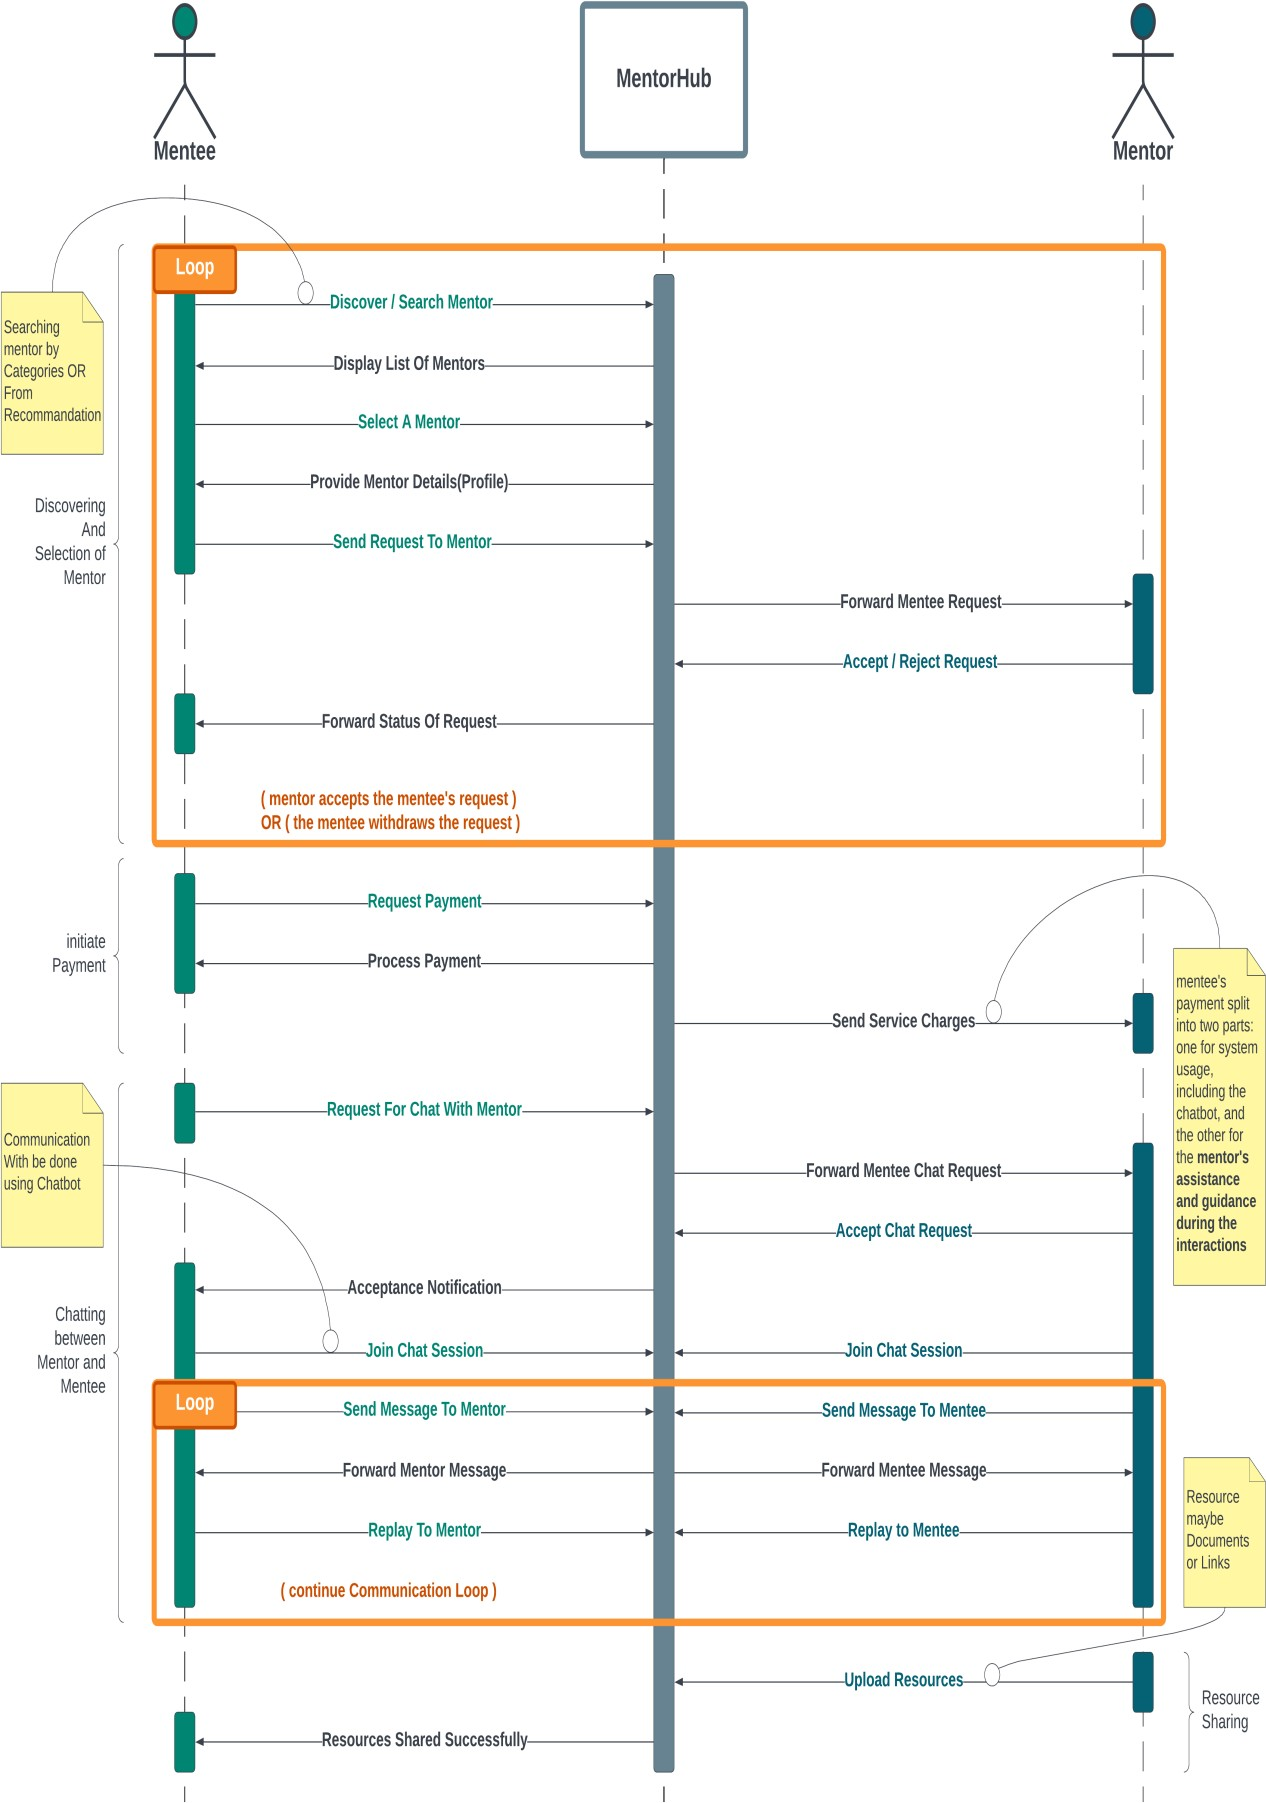 MentorHub
Mentee
Mentor
Loop
Discover / Search Mentor
Searching
mentor by
Categories OR
From
Recommandation
Display List Of Mentors
Select A Mentor
Provide Mentor Details(Profile)
Discovering
And
Selection of
Mentor
Send Request To Mentor
Forward Mentee Request
Accept / Reject Request
Forward Status Of Request
( mentor accepts the mentee's request )
OR ( the mentee withdraws the request )
Request Payment
initiate
Payment
Process Payment
Send Service Charges
mentee's
payment split
into two parts:
one for system
usage,
including the
chatbot, and
the other for
the mentor's
assistance
and guidance
during the
interactions
Request For Chat With Mentor
Communication
With be done
using Chatbot
Forward Mentee Chat Request
Accept Chat Request
Acceptance Notification
Chatting
between
Mentor and
Mentee
Join Chat Session
Join Chat Session
Loop
Send Message To Mentor
Send Message To Mentee
Forward Mentor Message
Forward Mentee Message
Resource
maybe
Documents
or Links
Replay To Mentor
Replay to Mentee
( continue Communication Loop )
Upload Resources
Resource
Sharing
Resources Shared Successfully